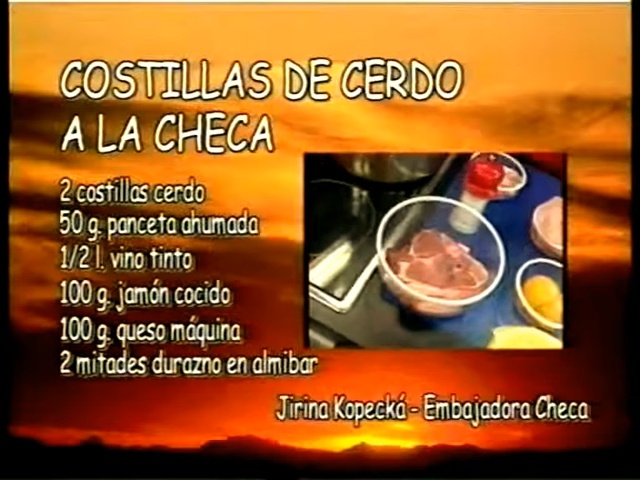 COSTILLAS DE CERDO
A LA CHECA
2 costillas cerdo
50 g. panceta ahumada
1/2 l. vino tinto
100 g. jamón cocido
100 g. queso máquina
2 mitades durazno en almibar
Jirina Kopecká - Embajadora Checa